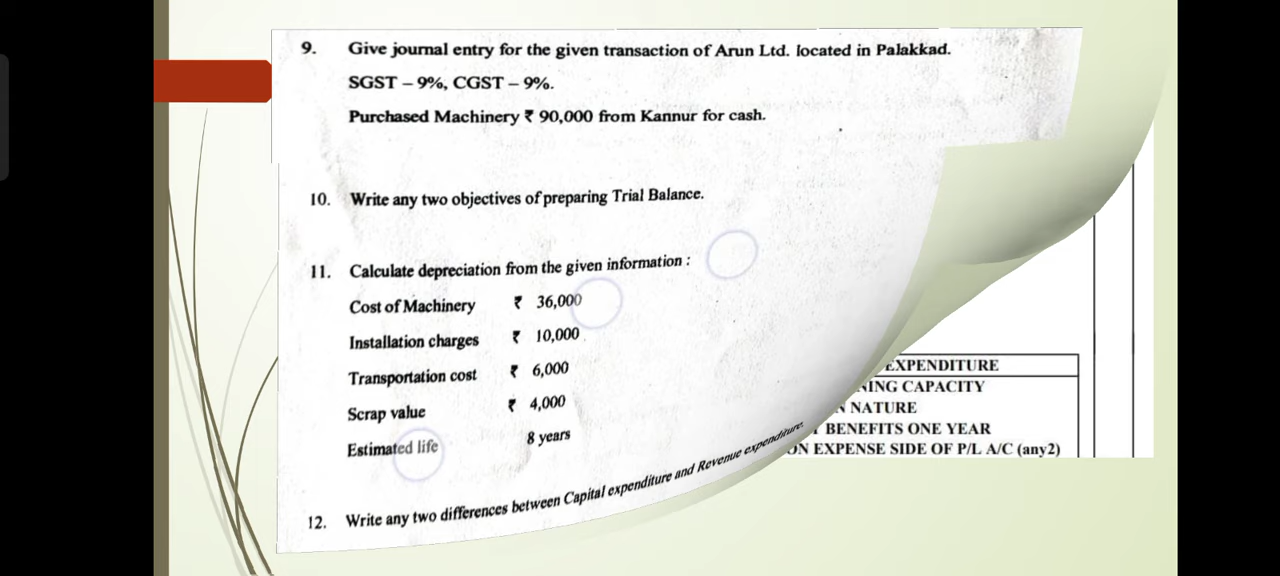 9. Give journal entry for the given transaction of Arun Ltd. located in Palakkad.
SGST – 9%, CGST – 9%.
Purchased Machinery ₹ 90,000 from Kannur for cash.
10. Write any two objectives of preparing Trial Balance.
11. Calculate depreciation from the given information :
Cost of Machinery ₹ 36,000
Installation charges ₹ 10,000
Transportation cost ₹ 6,000
Scrap value ₹ 4,000
Estimated life 8 years
12. Write any two differences between Capital expenditure and Revenue expenditure.
EXPENDITURE
CAPACITY
NATURE
BENEFITS ONE YEAR
EXPENSE SIDE OF P/L A/C (any2)